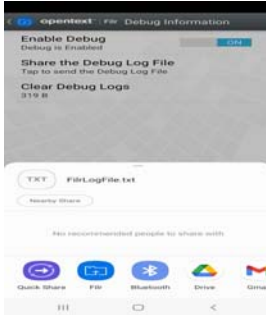 opentext | Filr Debug Information
Enable Debug
Debug is Enabled
ON
Share the Debug Log File
Tap to send the Debug Log File
Clear Debug Logs
319 B
TXT FilrLogFile.txt
Nearby Share
No recommended people to share with
Quick Share Filr Bluetooth Drive Gma